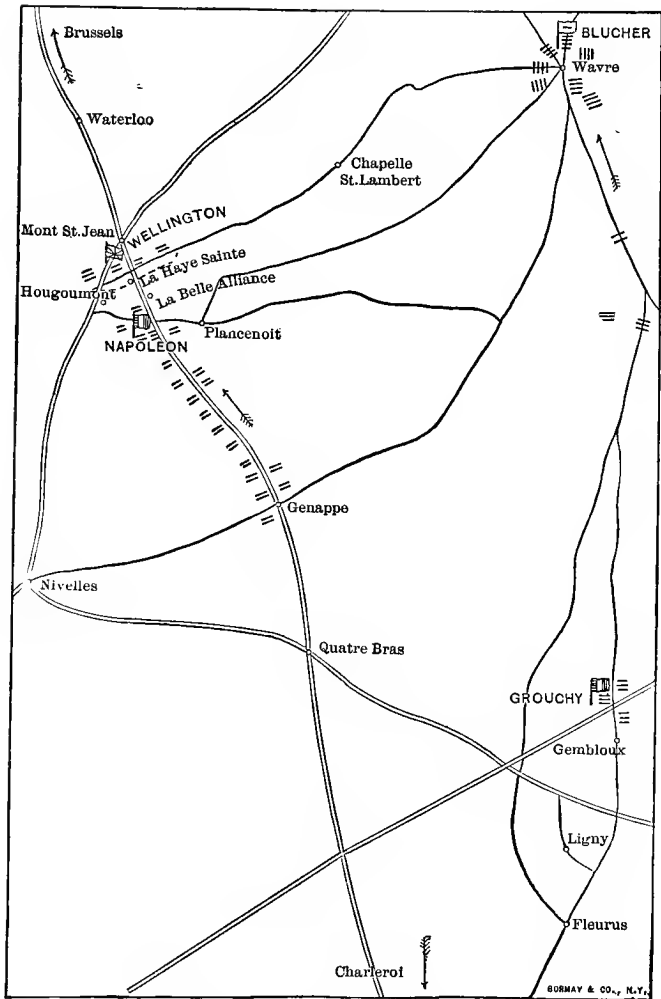 Brussels
BLUCHER
Wavre
Waterloo
Chapelle
St. Lambert
Mont St. Jean
WELLINGTON
La Haye Sainte
Hougoumont
La Belle Alliance
NAPOLEON
Plancenoit
Genappe
Nivelles
Quatre Bras
GROUCHY
Gembloux
Ligny
Fleurus
Charleroi
BORMAY & CO., N.Y.